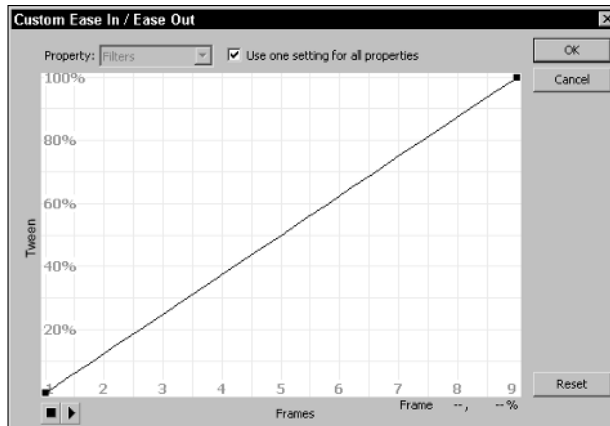 Custom Ease In / Ease Out
Property: Filters
Use one setting for all properties
OK
Cancel
100%
80%
60%
40%
20%
Tween
1 2 3 4 5 6 7 8 9
Frames
Frame --, --%
Reset